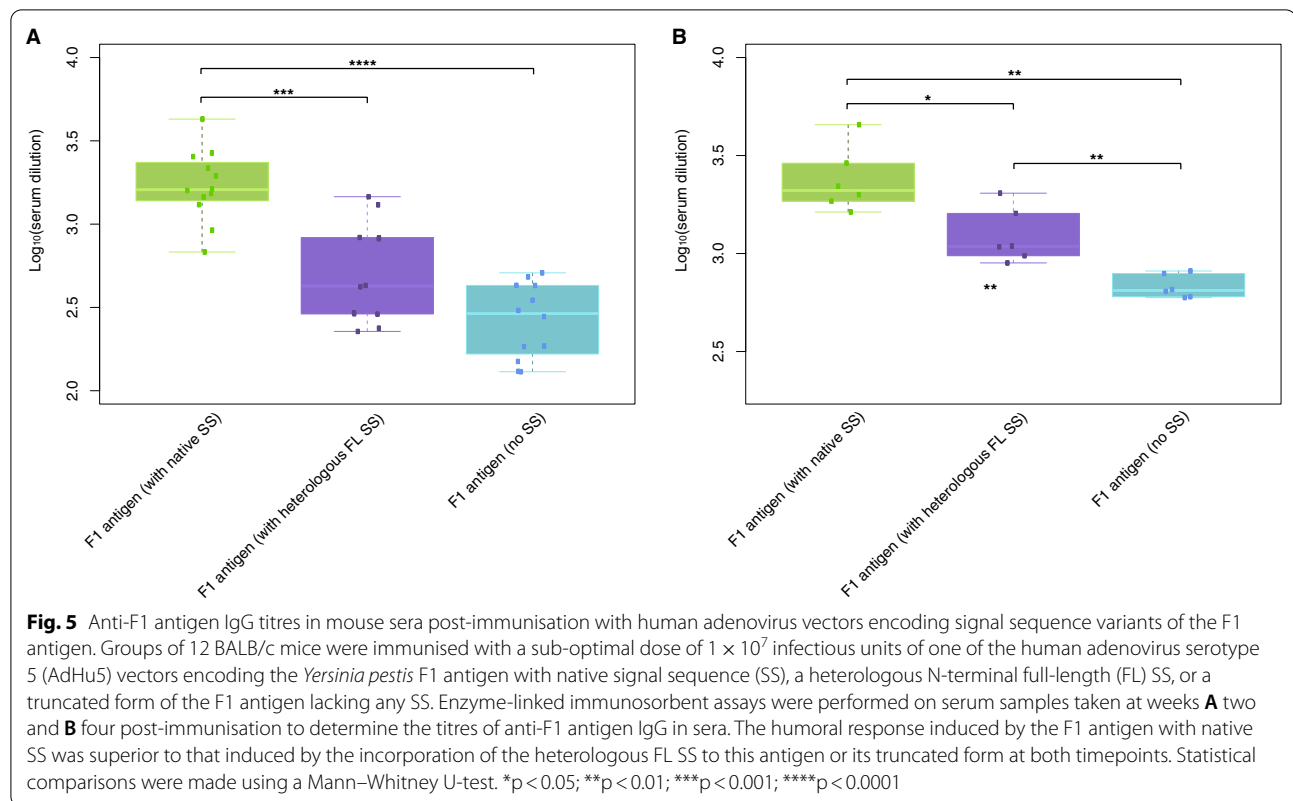 A
B
4.0
3.5
3.0
2.5
2.0
Log₁₀(serum dilution)
****
***
F1 antigen (with native SS)
F1 antigen (with heterologous FL SS)
F1 antigen (no SS)
4.0
3.5
3.0
2.5
Log₁₀(serum dilution)
**
*
**
**
F1 antigen (with native SS)
F1 antigen (with heterologous FL SS)
F1 antigen (no SS)
Fig. 5 Anti-F1 antigen IgG titres in mouse sera post-immunisation with human adenovirus vectors encoding signal sequence variants of the F1
antigen. Groups of 12 BALB/c mice were immunised with a sub-optimal dose of 1 × 10⁷ infectious units of one of the human adenovirus serotype
5 (AdHu5) vectors encoding the Yersinia pestis F1 antigen with native signal sequence (SS), a heterologous N-terminal full-length (FL) SS, or a
truncated form of the F1 antigen lacking any SS. Enzyme-linked immunosorbent assays were performed on serum samples taken at weeks A two
and B four post-immunisation to determine the titres of anti-F1 antigen IgG in sera. The humoral response induced by the F1 antigen with native
SS was superior to that induced by the incorporation of the heterologous FL SS to this antigen or its truncated form at both timepoints. Statistical
comparisons were made using a Mann–Whitney U-test. *p < 0.05; **p < 0.01; ***p < 0.001; ****p < 0.0001